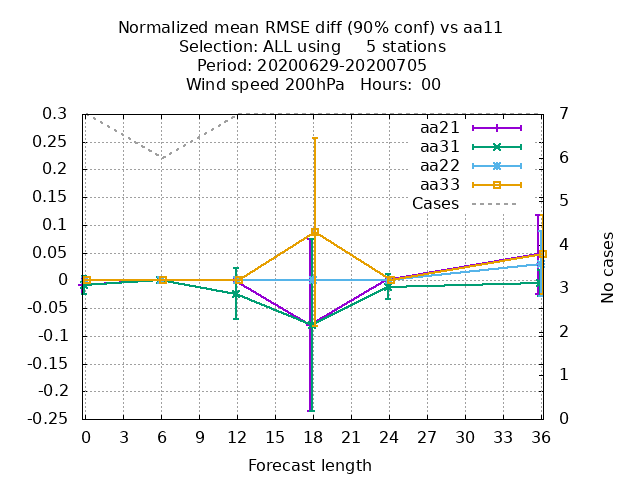 Normalized mean RMSE diff (90% conf) vs aa11
Selection: ALL using     5 stations
Period: 20200629-20200705
Wind speed 200hPa   Hours:  00
0.3
0.25
0.2
0.15
0.1
0.05
0
-0.05
-0.1
-0.15
-0.2
-0.25
aa21
aa31
aa22
aa33
Cases
7
6
5
4
3
2
1
0
No cases
0 3 6 9 12 15 18 21 24 27 30 33 36
Forecast length